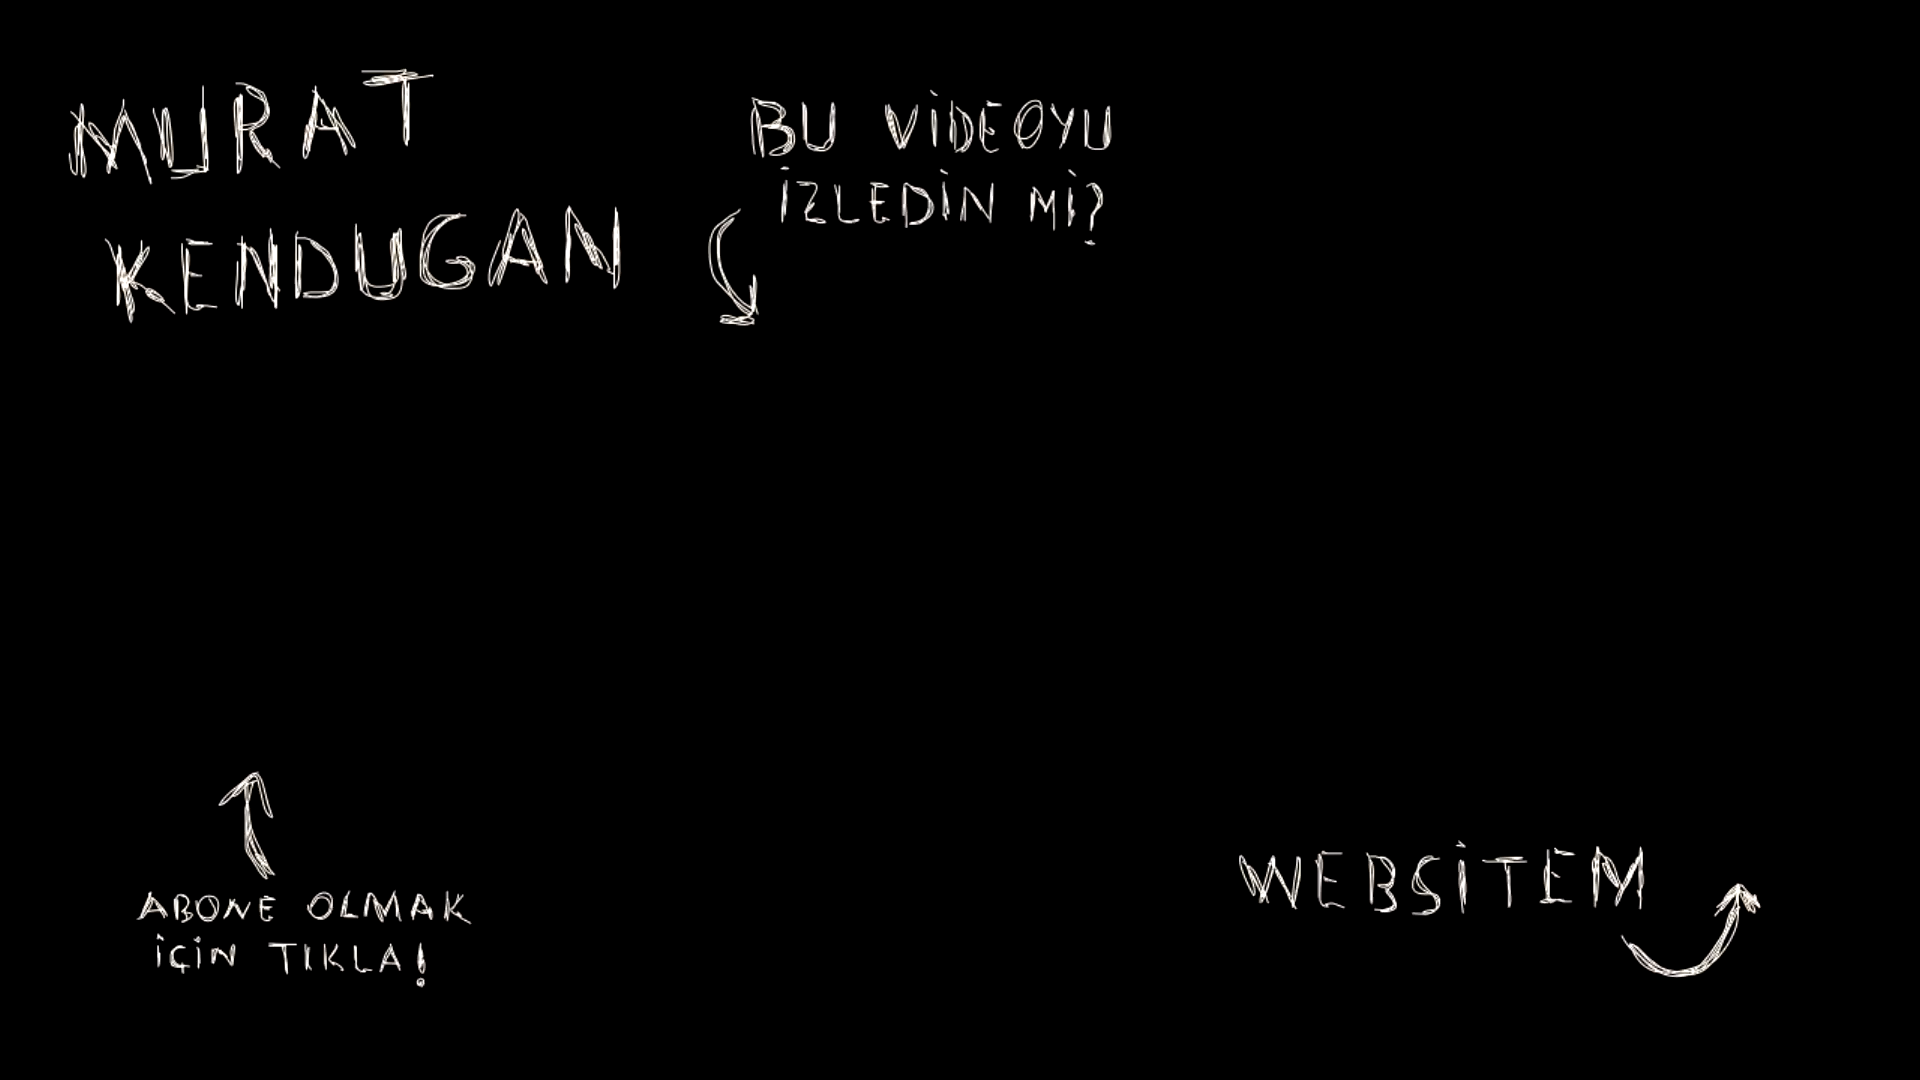 MURAT
KENDUGAN
BU VİDEOYU
İZLEDİN Mİ?
ABONE OLMAK
İÇİN TIKLA!
WEBSİTEM